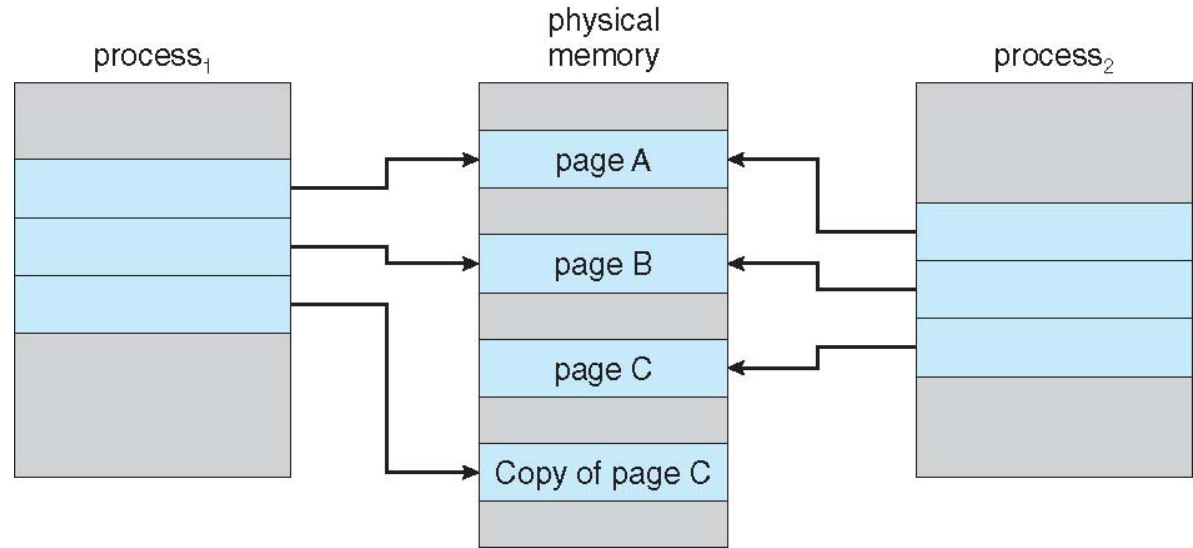 process₁
physical
memory
process₂
page A
page B
page C
Copy of page C